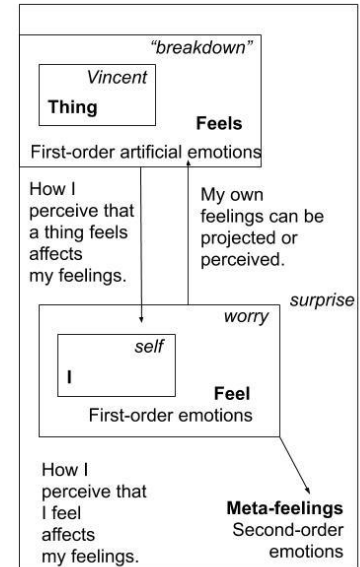 “breakdown”
Vincent
Thing
Feels
First-order artificial emotions
How I
perceive that
a thing feels
affects
my feelings.
My own
feelings can be
projected or
perceived.
surprise
worry
self
I
Feel
First-order emotions
How I
perceive that
I feel
affects
my feelings.
Meta-feelings
Second-order
emotions